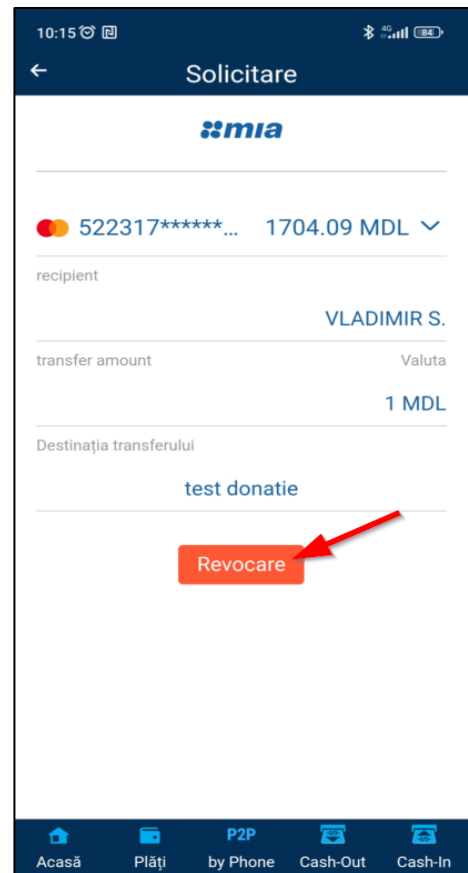 10:15 4G 84
Solicitare
mıa
522317******... 1704.09 MDL
recipient
VLADIMIR S.
transfer amount Valuta
1 MDL
Destinația transferului
test donatie
Revocare
P2P
Acasă Plăți by Phone Cash-Out Cash-In